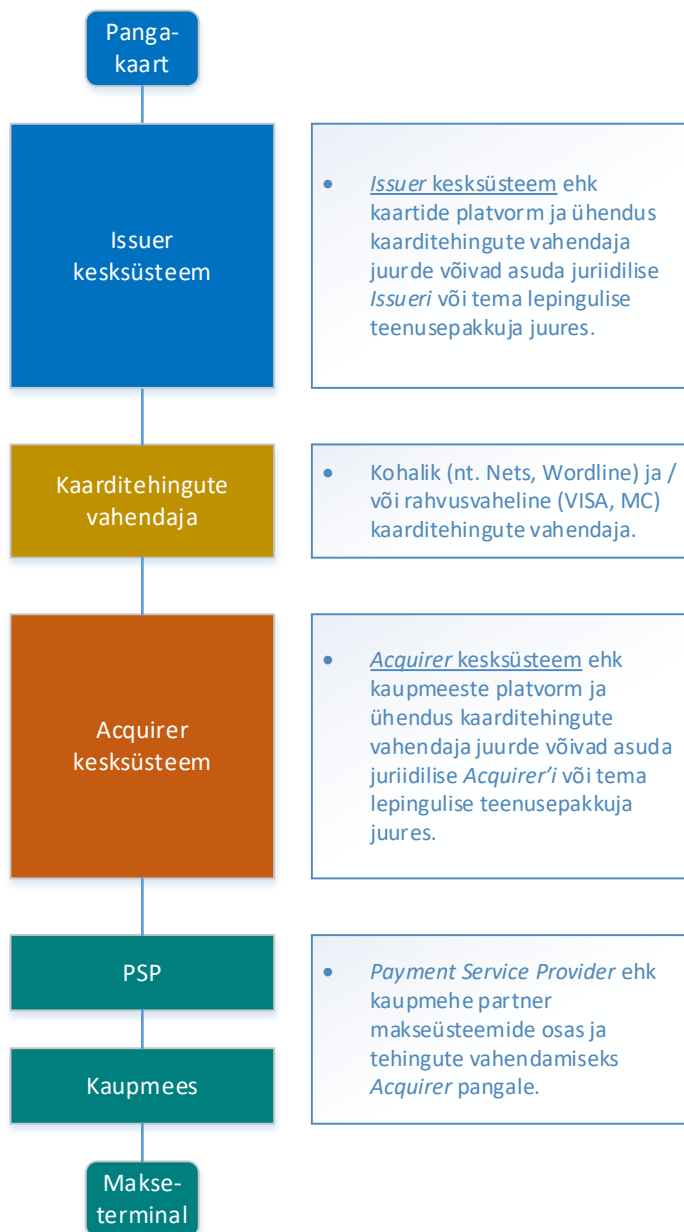 Panga-
kaart
Issuer
kesksüsteem
• Issuer kesksüsteem ehk
kaartide platvorm ja ühendus
kaarditehingute vahendaja
juurde võivad asuda juriidilise
Issueri või tema lepingulise
teenusepakkuja juures.
Kaarditehingute
vahendaja
• Kohalik (nt. Nets, Wordline) ja /
või rahvusvaheline (VISA, MC)
kaarditehingute vahendaja.
Acquirer
kesksüsteem
• Acquirer kesksüsteem ehk
kaupmeeste platvorm ja
ühendus kaarditehingute
vahendaja juurde võivad asuda
juriidilise Acquirer’i või tema
lepingulise teenusepakkuja
juures.
PSP
• Payment Service Provider ehk
kaupmehe partner
makseüsteemide osas ja
tehingute vahendamiseks
Acquirer pangale.
Kaupmees
Makse-
terminal